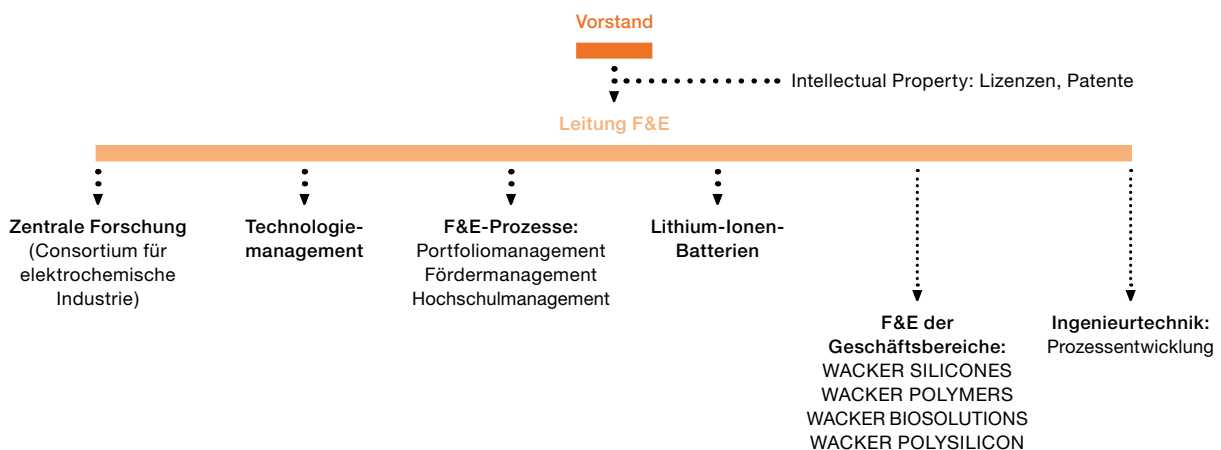 Vorstand
Intellectual Property: Lizenzen, Patente
Leitung F&E
Zentrale Forschung
(Consortium für
elektrochemische
Industrie)
Technologie-
management
F&E-Prozesse:
Portfoliomanagement
Fördermanagement
Hochschulmanagement
Lithium-Ionen-
Batterien
F&E der
Geschäftsbereiche:
WACKER SILICONES
WACKER POLYMERS
WACKER BIOSOLUTIONS
WACKER POLYSILICON
Ingenieurtechnik:
Prozessentwicklung